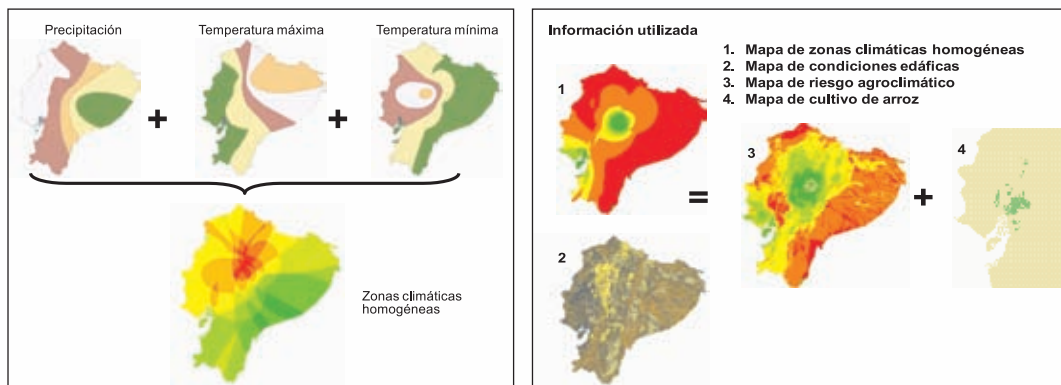 Precipitación
Temperatura máxima
Temperatura mínima
+
+
Zonas climáticas
homogéneas
Información utilizada
1. Mapa de zonas climáticas homogéneas
2. Mapa de condiciones edáficas
3. Mapa de riesgo agroclimático
4. Mapa de cultivo de arroz
1
3
4
=
+
2